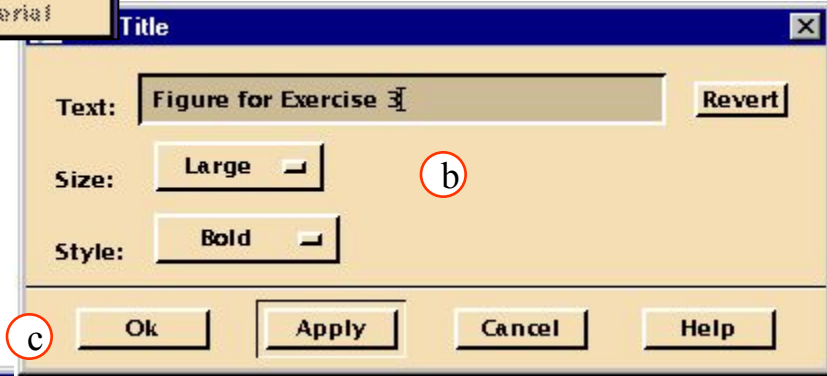 Title
Text: Figure for Exercise 3 Revert
Size: Large b
Style: Bold
c Ok Apply Cancel Help